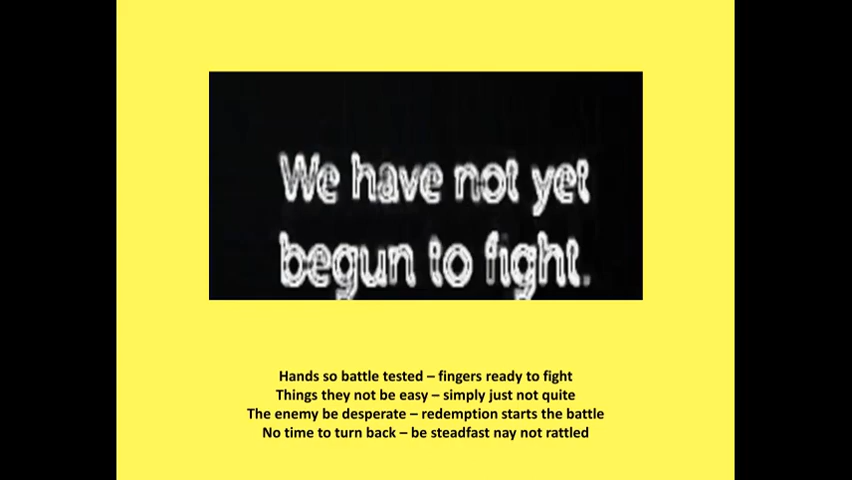 We have not yet
begun to fight.
Hands so battle tested – fingers ready to fight
Things they not be easy – simply just not quite
The enemy be desperate – redemption starts the battle
No time to turn back – be steadfast nay not rattled